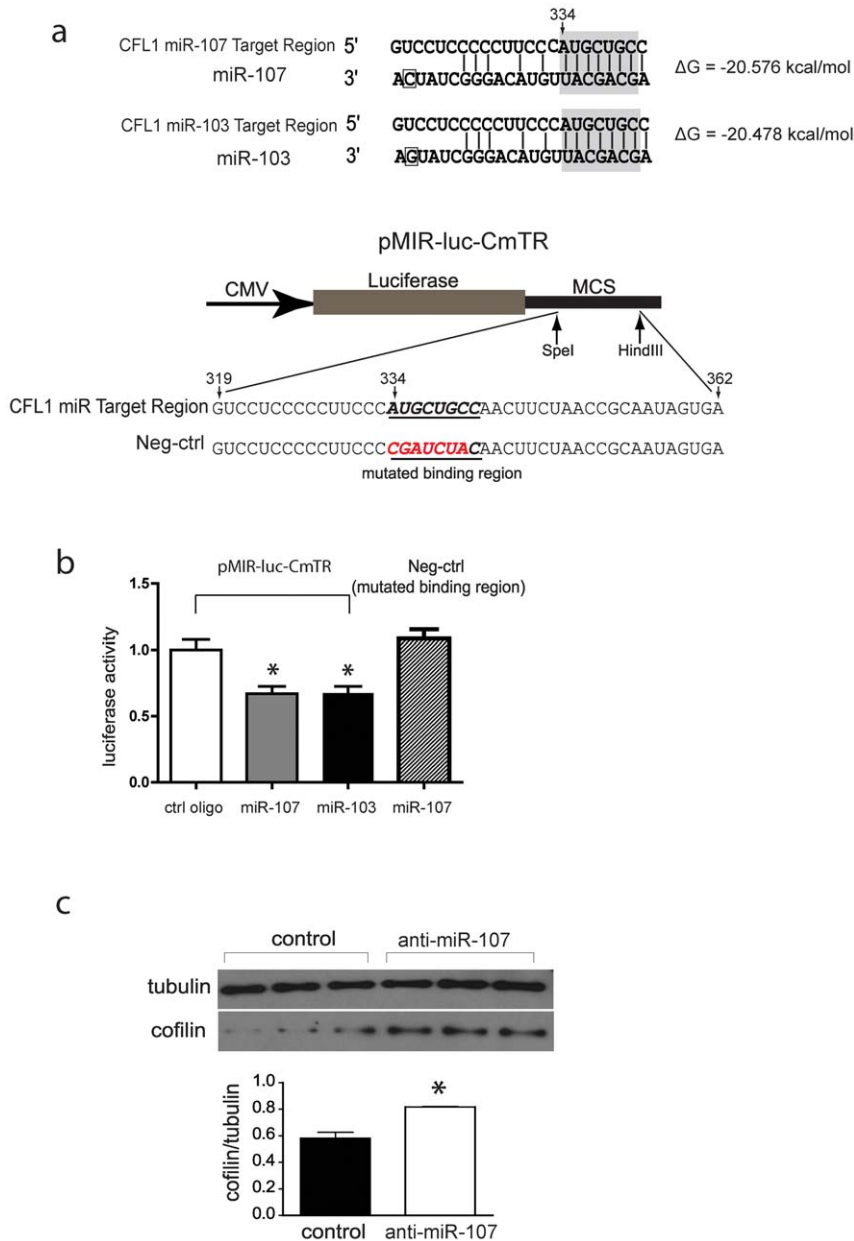 a
334
CFL1 miR-107 Target Region 5' GUCCUCCCCCUUCCCAUGCUGCC
miR-107 3' ACUAUCGGGACAUGUUACGACGA
ΔG = -20.576 kcal/mol
CFL1 miR-103 Target Region 5' GUCCUCCCCCUUCCCAUGCUGCC
miR-103 3' AGUAUCGGGACAUGUUACGACGA
ΔG = -20.478 kcal/mol
pMIR-luc-CmTR
CMV Luciferase MCS
SpeI HindIII
319 334 362
CFL1 miR Target Region GUCCUCCCCCUUCCCAUGCUGCCAACUUCUAACCGCAAUAGUGA
Neg-ctrl GUCCUCCCCCUUCCCCGAUCUACAACUUCUAACCGCAAUAGUGA
mutated binding region
b
pMIR-luc-CmTR Neg-ctrl
(mutated binding region)
luciferase activity
1.5
1.0
0.5
0.0
* *
ctrl oligo miR-107 miR-103 miR-107
c
control anti-miR-107
tubulin
cofilin
cofilin/tubulin
1.0
0.8
0.6
0.4
0.2
0.0
*
control anti-miR-107